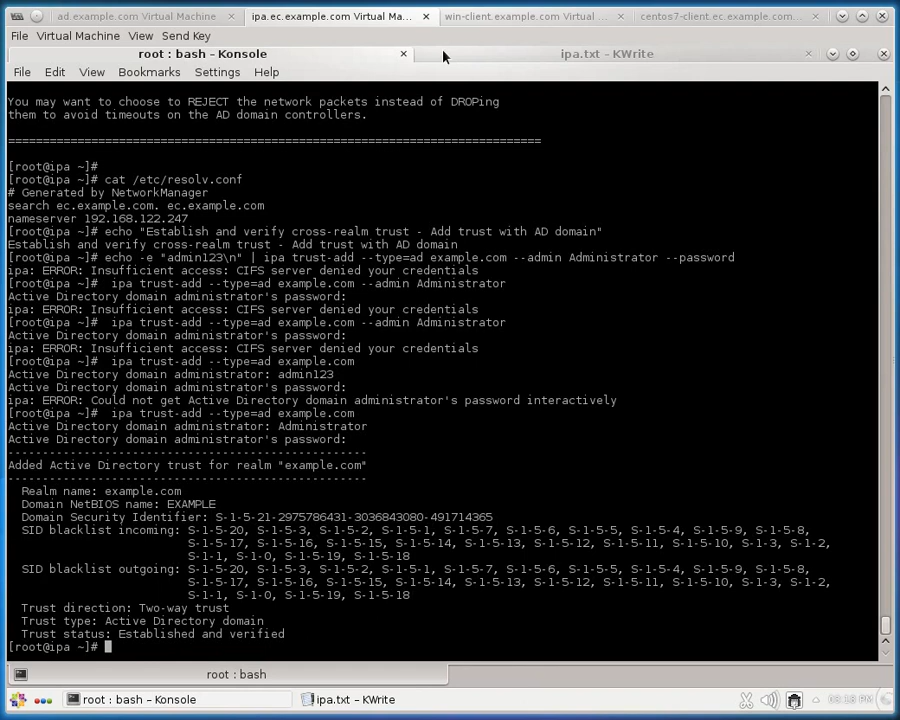 ad.example.com Virtual Machine
ipa.ec.example.com Virtual Ma...
win-client.example.com Virtual ...
centos7-client.ec.example.com...
File Virtual Machine View Send Key
root : bash – Konsole
ipa.txt – KWrite
File Edit View Bookmarks Settings Help
You may want to choose to REJECT the network packets instead of DROPing
them to avoid timeouts on the AD domain controllers.
=============================================================================
[root@ipa ~]#
[root@ipa ~]# cat /etc/resolv.conf
# Generated by NetworkManager
search ec.example.com. ec.example.com
nameserver 192.168.122.247
[root@ipa ~]# echo "Establish and verify cross-realm trust - Add trust with AD domain"
Establish and verify cross-realm trust - Add trust with AD domain
[root@ipa ~]# echo -e "admin123\n" | ipa trust-add --type=ad example.com --admin Administrator --password
ipa: ERROR: Insufficient access: CIFS server denied your credentials
[root@ipa ~]#  ipa trust-add --type=ad example.com --admin Administrator
Active Directory domain administrator's password:
ipa: ERROR: Insufficient access: CIFS server denied your credentials
[root@ipa ~]#  ipa trust-add --type=ad example.com --admin Administrator
Active Directory domain administrator's password:
ipa: ERROR: Insufficient access: CIFS server denied your credentials
[root@ipa ~]#  ipa trust-add --type=ad example.com
Active Directory domain administrator: admin123
Active Directory domain administrator's password:
ipa: ERROR: Could not get Active Directory domain administrator's password interactively
[root@ipa ~]#  ipa trust-add --type=ad example.com
Active Directory domain administrator: Administrator
Active Directory domain administrator's password:
----------------------------------------------------
Added Active Directory trust for realm "example.com"
----------------------------------------------------
  Realm name: example.com
  Domain NetBIOS name: EXAMPLE
  Domain Security Identifier: S-1-5-21-2975786431-3036843080-491714365
  SID blacklist incoming: S-1-5-20, S-1-5-3, S-1-5-2, S-1-5-1, S-1-5-7, S-1-5-6, S-1-5-5, S-1-5-4, S-1-5-9, S-1-5-8,
                          S-1-5-17, S-1-5-16, S-1-5-15, S-1-5-14, S-1-5-13, S-1-5-12, S-1-5-11, S-1-5-10, S-1-3, S-1-2,
                          S-1-1, S-1-0, S-1-5-19, S-1-5-18
  SID blacklist outgoing: S-1-5-20, S-1-5-3, S-1-5-2, S-1-5-1, S-1-5-7, S-1-5-6, S-1-5-5, S-1-5-4, S-1-5-9, S-1-5-8,
                          S-1-5-17, S-1-5-16, S-1-5-15, S-1-5-14, S-1-5-13, S-1-5-12, S-1-5-11, S-1-5-10, S-1-3, S-1-2,
                          S-1-1, S-1-0, S-1-5-19, S-1-5-18
  Trust direction: Two-way trust
  Trust type: Active Directory domain
  Trust status: Established and verified
[root@ipa ~]#
root : bash
root : bash – Konsole
ipa.txt – KWrite
03:18 PM